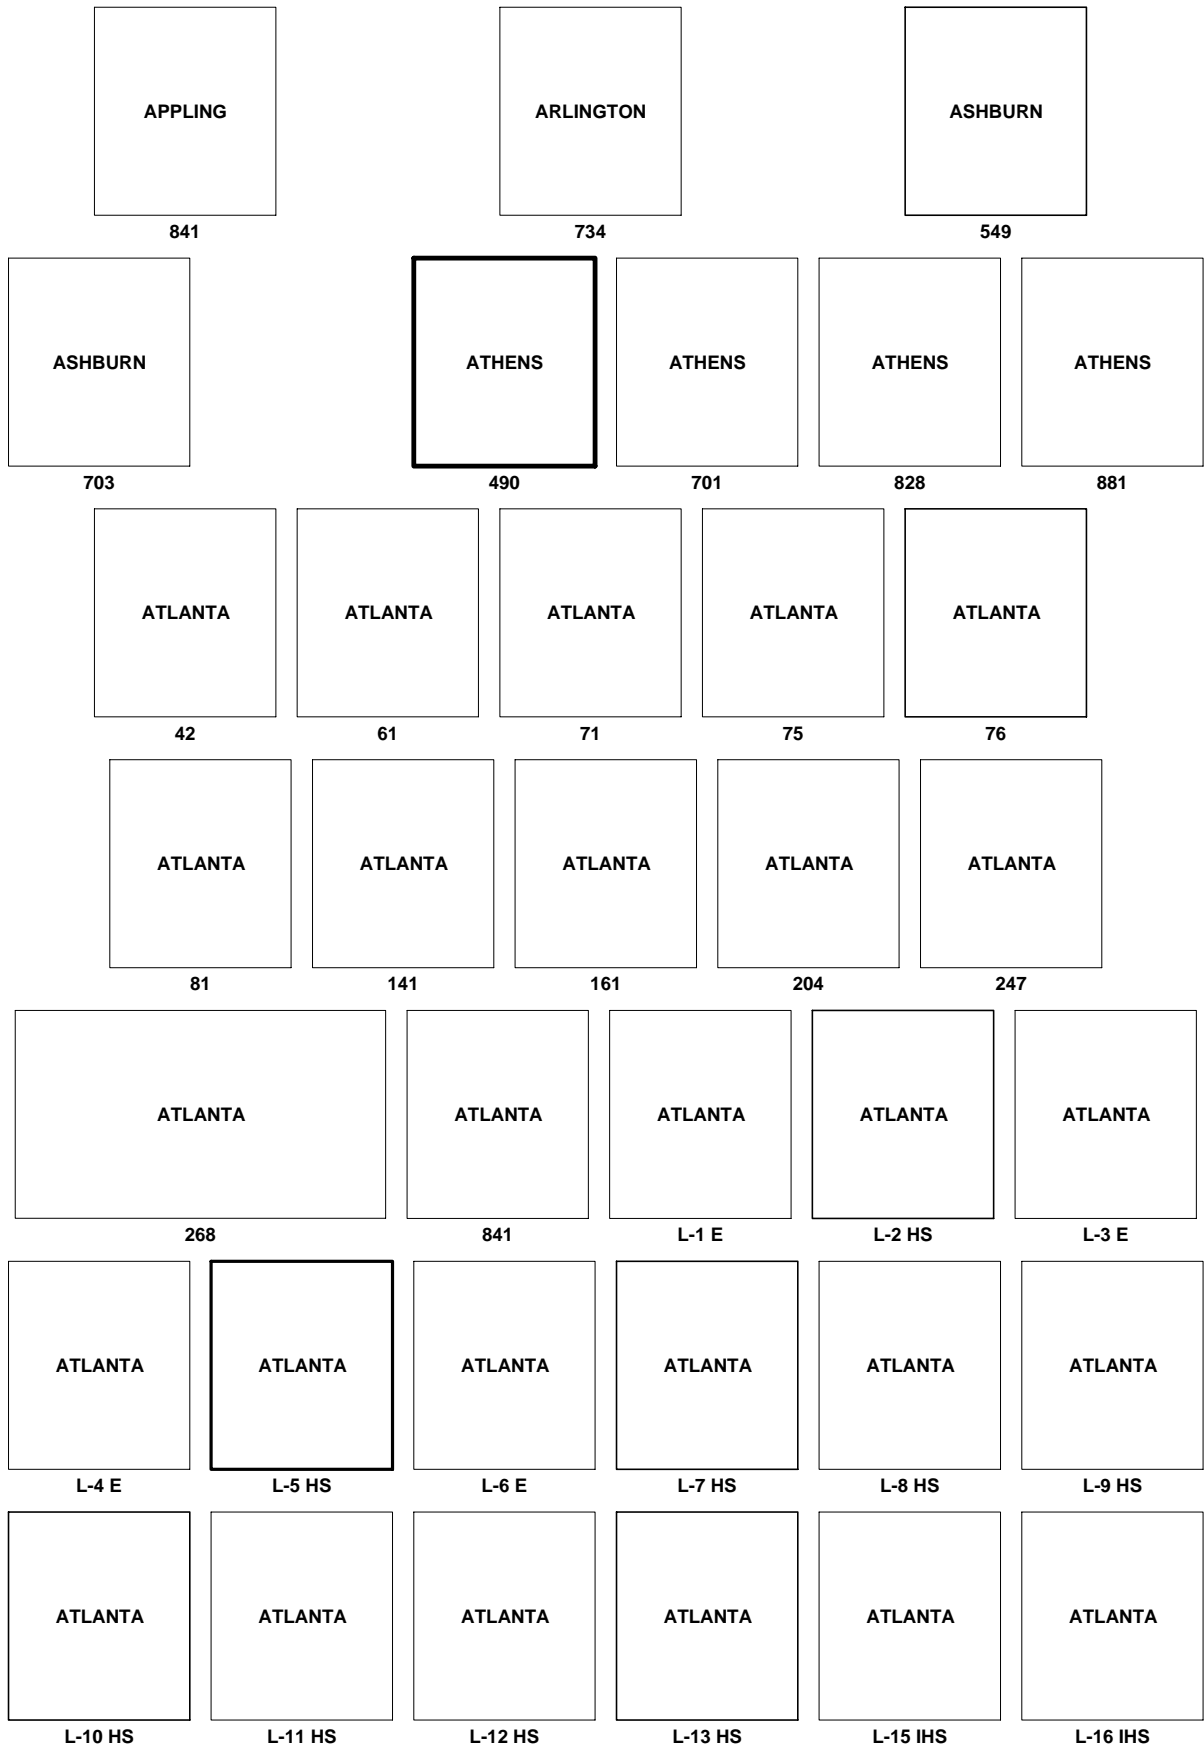 APPLING ARLINGTON ASHBURN
841 734 549
ASHBURN ATHENS ATHENS ATHENS ATHENS
703 490 701 828 881
ATLANTA ATLANTA ATLANTA ATLANTA ATLANTA
42 61 71 75 76
ATLANTA ATLANTA ATLANTA ATLANTA ATLANTA
81 141 161 204 247
ATLANTA ATLANTA ATLANTA ATLANTA ATLANTA
268 841 L-1 E L-2 HS L-3 E
ATLANTA ATLANTA ATLANTA ATLANTA ATLANTA ATLANTA
L-4 E L-5 HS L-6 E L-7 HS L-8 HS L-9 HS
ATLANTA ATLANTA ATLANTA ATLANTA ATLANTA ATLANTA
L-10 HS L-11 HS L-12 HS L-13 HS L-15 IHS L-16 IHS